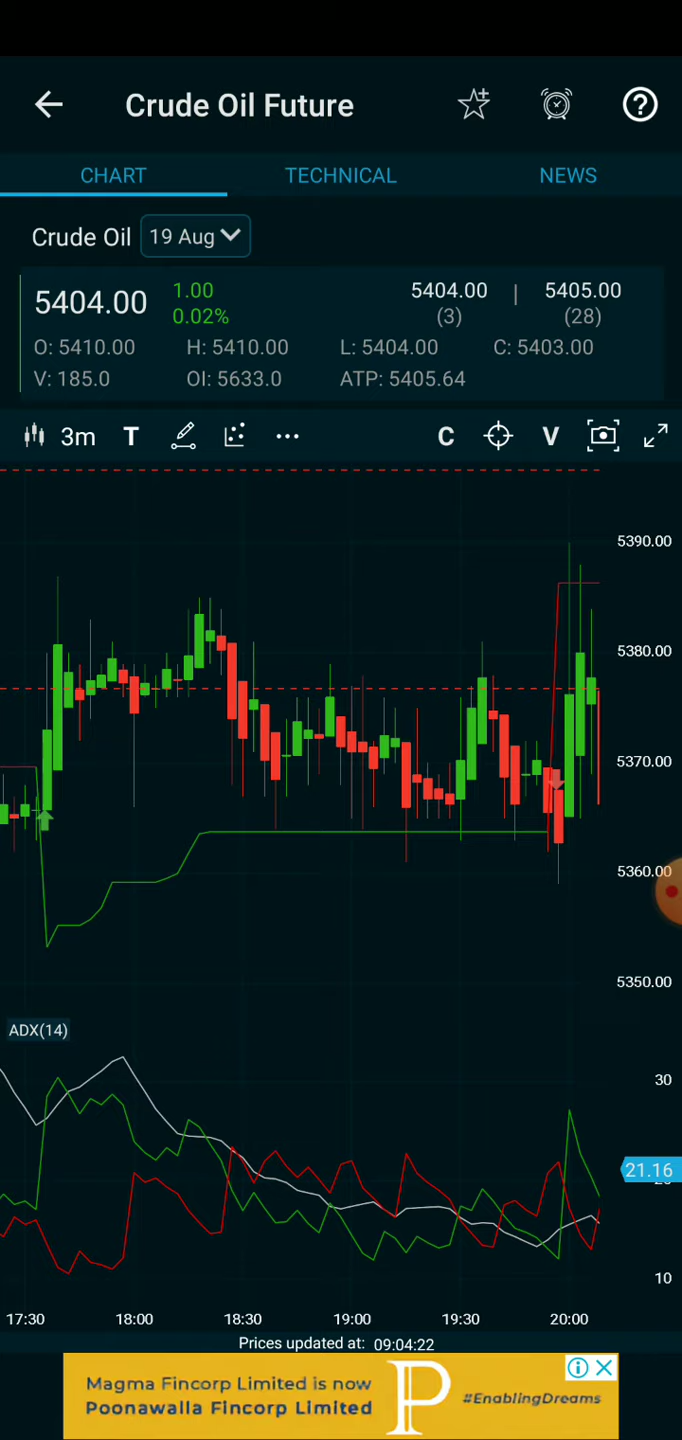 Crude Oil Future
CHART TECHNICAL NEWS
Crude Oil 19 Aug
5404.00 1.00 5404.00 | 5405.00
0.02% (3) (28)
O: 5410.00 H: 5410.00 L: 5404.00 C: 5403.00
V: 185.0 OI: 5633.0 ATP: 5405.64
3m T C V
5390.00
5380.00
5370.00
5360.00
5350.00
ADX(14)
30
21.16
10
17:30 18:00 18:30 19:00 19:30 20:00
Prices updated at: 09:04:22
Magma Fincorp Limited is now
Poonawalla Fincorp Limited
P
#EnablingDreams